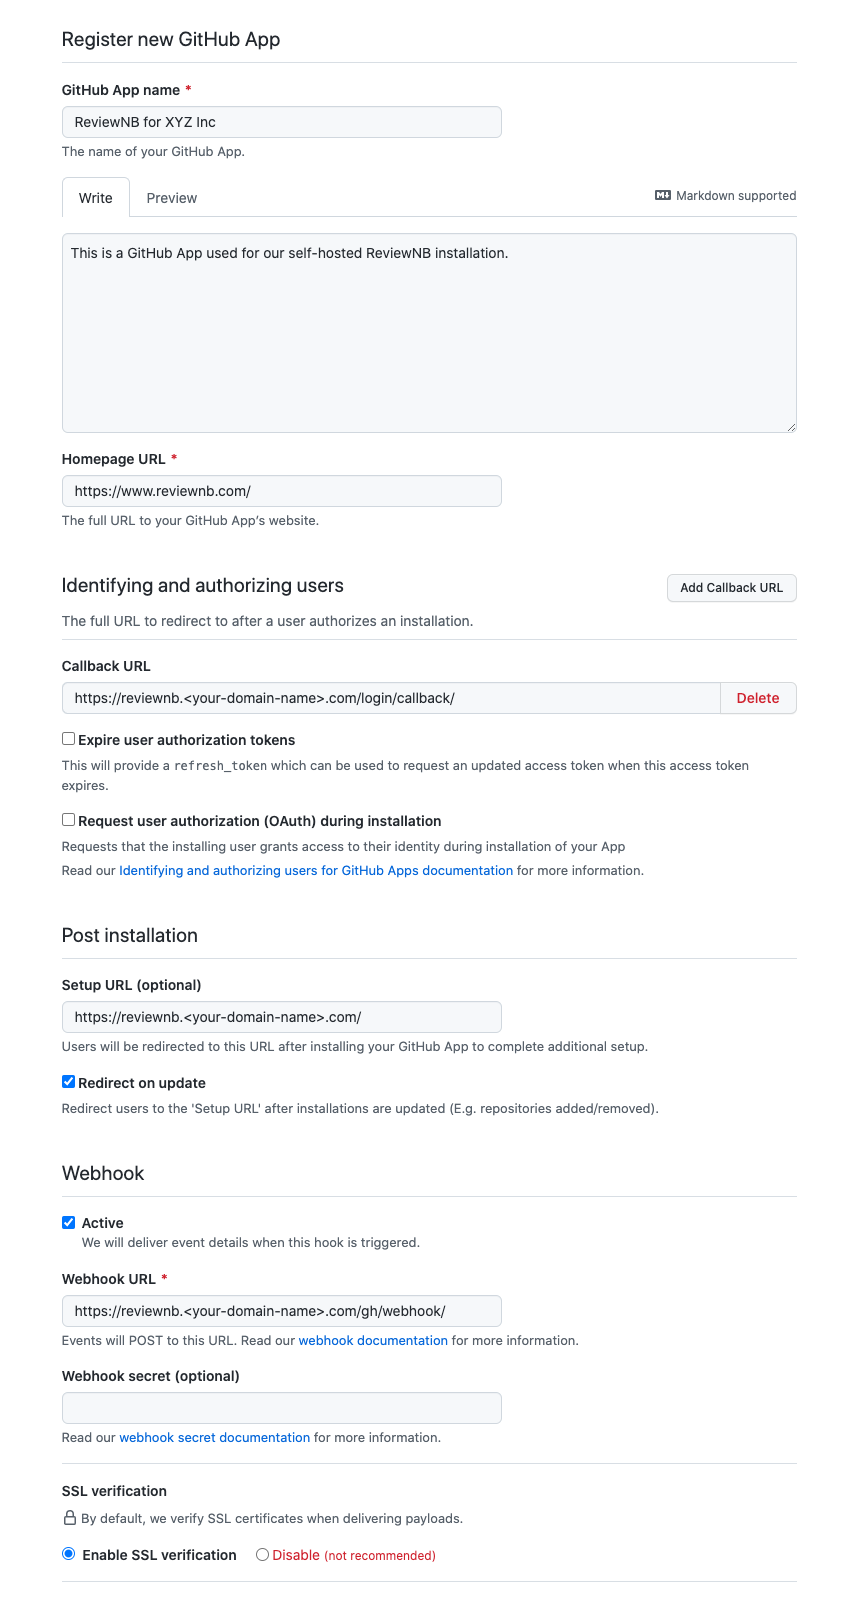 Register new GitHub App
GitHub App name *
ReviewNB for XYZ Inc
The name of your GitHub App.
Write Preview Markdown supported
This is a GitHub App used for our self-hosted ReviewNB installation.
Homepage URL *
https://www.reviewnb.com/
The full URL to your GitHub App's website.
Identifying and authorizing users Add Callback URL
The full URL to redirect to after a user authorizes an installation.
Callback URL
https://reviewnb.<your-domain-name>.com/login/callback/ Delete
Expire user authorization tokens
This will provide a refresh_token which can be used to request an updated access token when this access token
expires.
Request user authorization (OAuth) during installation
Requests that the installing user grants access to their identity during installation of your App
Read our Identifying and authorizing users for GitHub Apps documentation for more information.
Post installation
Setup URL (optional)
https://reviewnb.<your-domain-name>.com/
Users will be redirected to this URL after installing your GitHub App to complete additional setup.
Redirect on update
Redirect users to the 'Setup URL' after installations are updated (E.g. repositories added/removed).
Webhook
Active
We will deliver event details when this hook is triggered.
Webhook URL *
https://reviewnb.<your-domain-name>.com/gh/webhook/
Events will POST to this URL. Read our webhook documentation for more information.
Webhook secret (optional)
Read our webhook secret documentation for more information.
SSL verification
By default, we verify SSL certificates when delivering payloads.
Enable SSL verification Disable (not recommended)